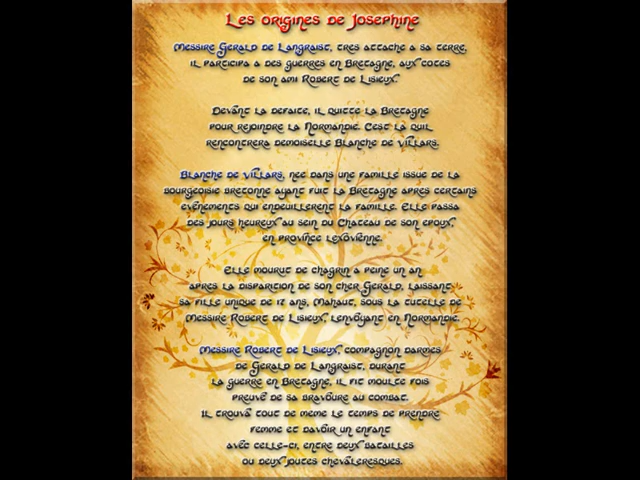 Les origines de Josephine
Messire Gerald de Langraist, tres attache a sa terre,
il participa a des guerres en Bretagne, aux cotes
de son ami Robert de Lisieux.
Devant la defaite, il quitte la Bretagne
pour rejoindre la Normandie. C'est la qu'il
rencontrera demoiselle Blanche de Villars.
Blanche de Villars, nee dans une famille issue de la
bourgeoisie bretonne ayant fuit la Bretagne apres certains
evenements qui endeuillerent la famille. Elle passa
des jours heureux au sein du Chateau de son epoux,
en province lexovienne.
Elle mourut de chagrin a peine un an
apres la disparition de son cher Gerald, laissant
sa fille unique de 17 ans, Mahaut, sous la tutelle de
Messire Robert de Lisieux, l'envoyant en Normandie.
Messire Robert de Lisieux, compagnon d'armes
de Gerald de Langraist, durant
la guerre en Bretagne, il fit moulte fois
preuve de sa bravoure au combat.
Il trouva tout de meme le temps de prendre
femme et d'avoir un enfant
avec celle-ci, entre deux batailles
ou deux joutes chevaleresques.